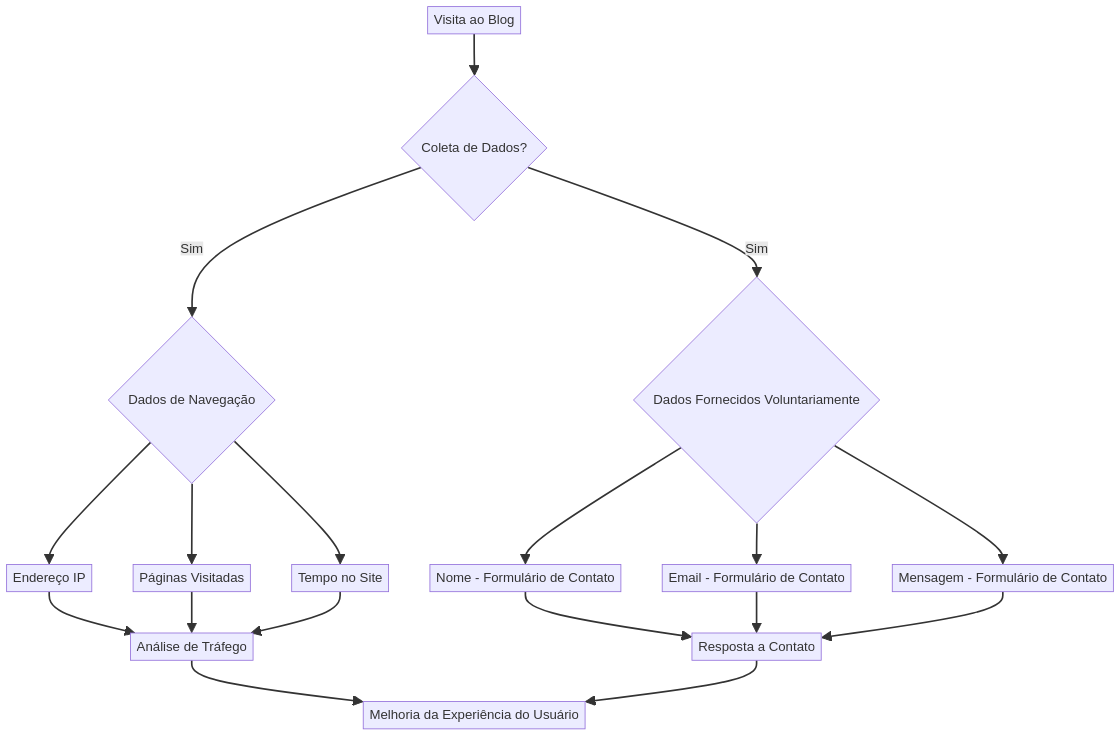 Visita ao Blog
Coleta de Dados?
Sim
Sim
Dados de Navegação
Dados Fornecidos Voluntariamente
Endereço IP
Páginas Visitadas
Tempo no Site
Nome - Formulário de Contato
Email - Formulário de Contato
Mensagem - Formulário de Contato
Análise de Tráfego
Resposta a Contato
Melhoria da Experiência do Usuário